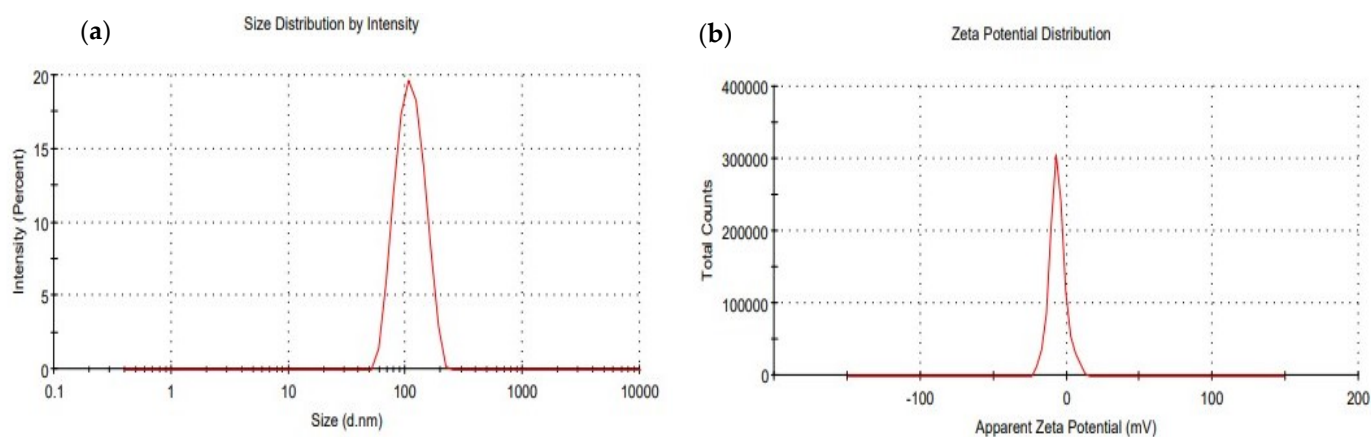 (a)
Size Distribution by Intensity
20
15
10
5
0
Intensity (Percent)
0.1 1 10 100 1000 10000
Size (d.nm)
(b)
Zeta Potential Distribution
400000
300000
200000
100000
0
Total Counts
-100 0 100 200
Apparent Zeta Potential (mV)